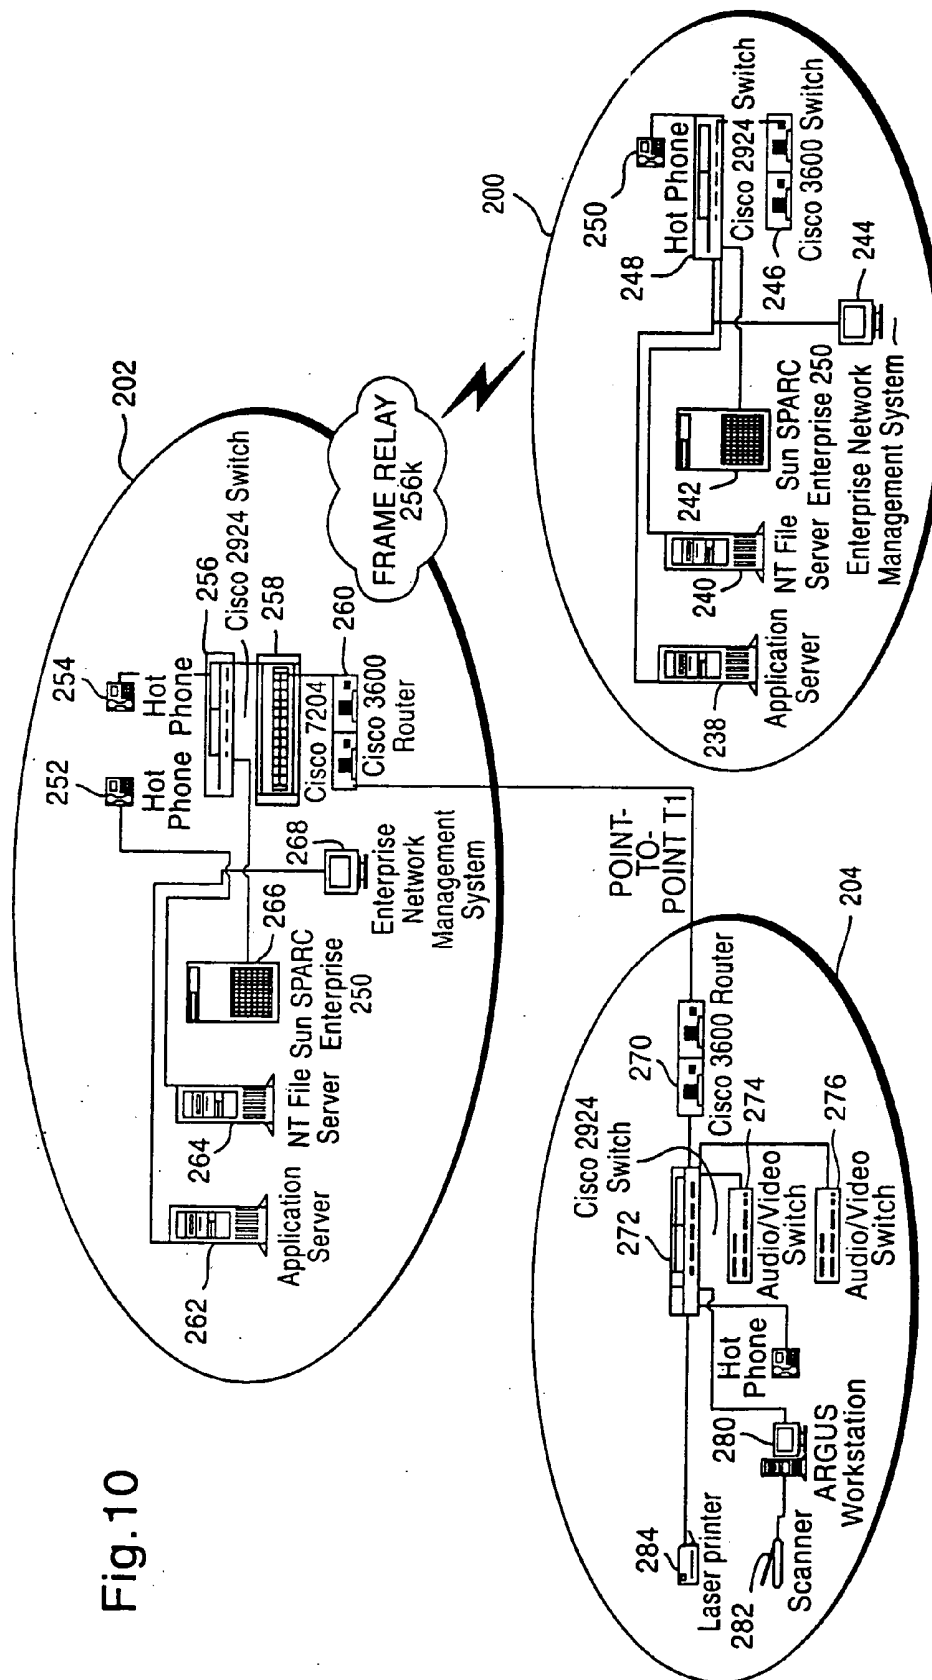 Fig.10
202
254
Hot
Phone
252
Hot
Phone
256
Cisco 2924 Switch
258
Cisco 7204
260
Cisco 3600
Router
268
Enterprise
Network
Management
System
266
Sun SPARC
Enterprise
250
264
NT File
Server
262
Application
Server
FRAME RELAY
256k
200
250
Hot Phone
248
Cisco 2924 Switch
246
Cisco 3600 Switch
244
Enterprise Network
Management System
242
Sun SPARC
Enterprise 250
240
NT File
Server
238
Application
Server
POINT-
TO-
POINT T1
204
270
Cisco 3600 Router
Cisco 2924
Switch
272
274
Audio/Video
Switch
276
Audio/Video
Switch
Hot
Phone
280
ARGUS
Workstation
284
Laser printer
282
Scanner